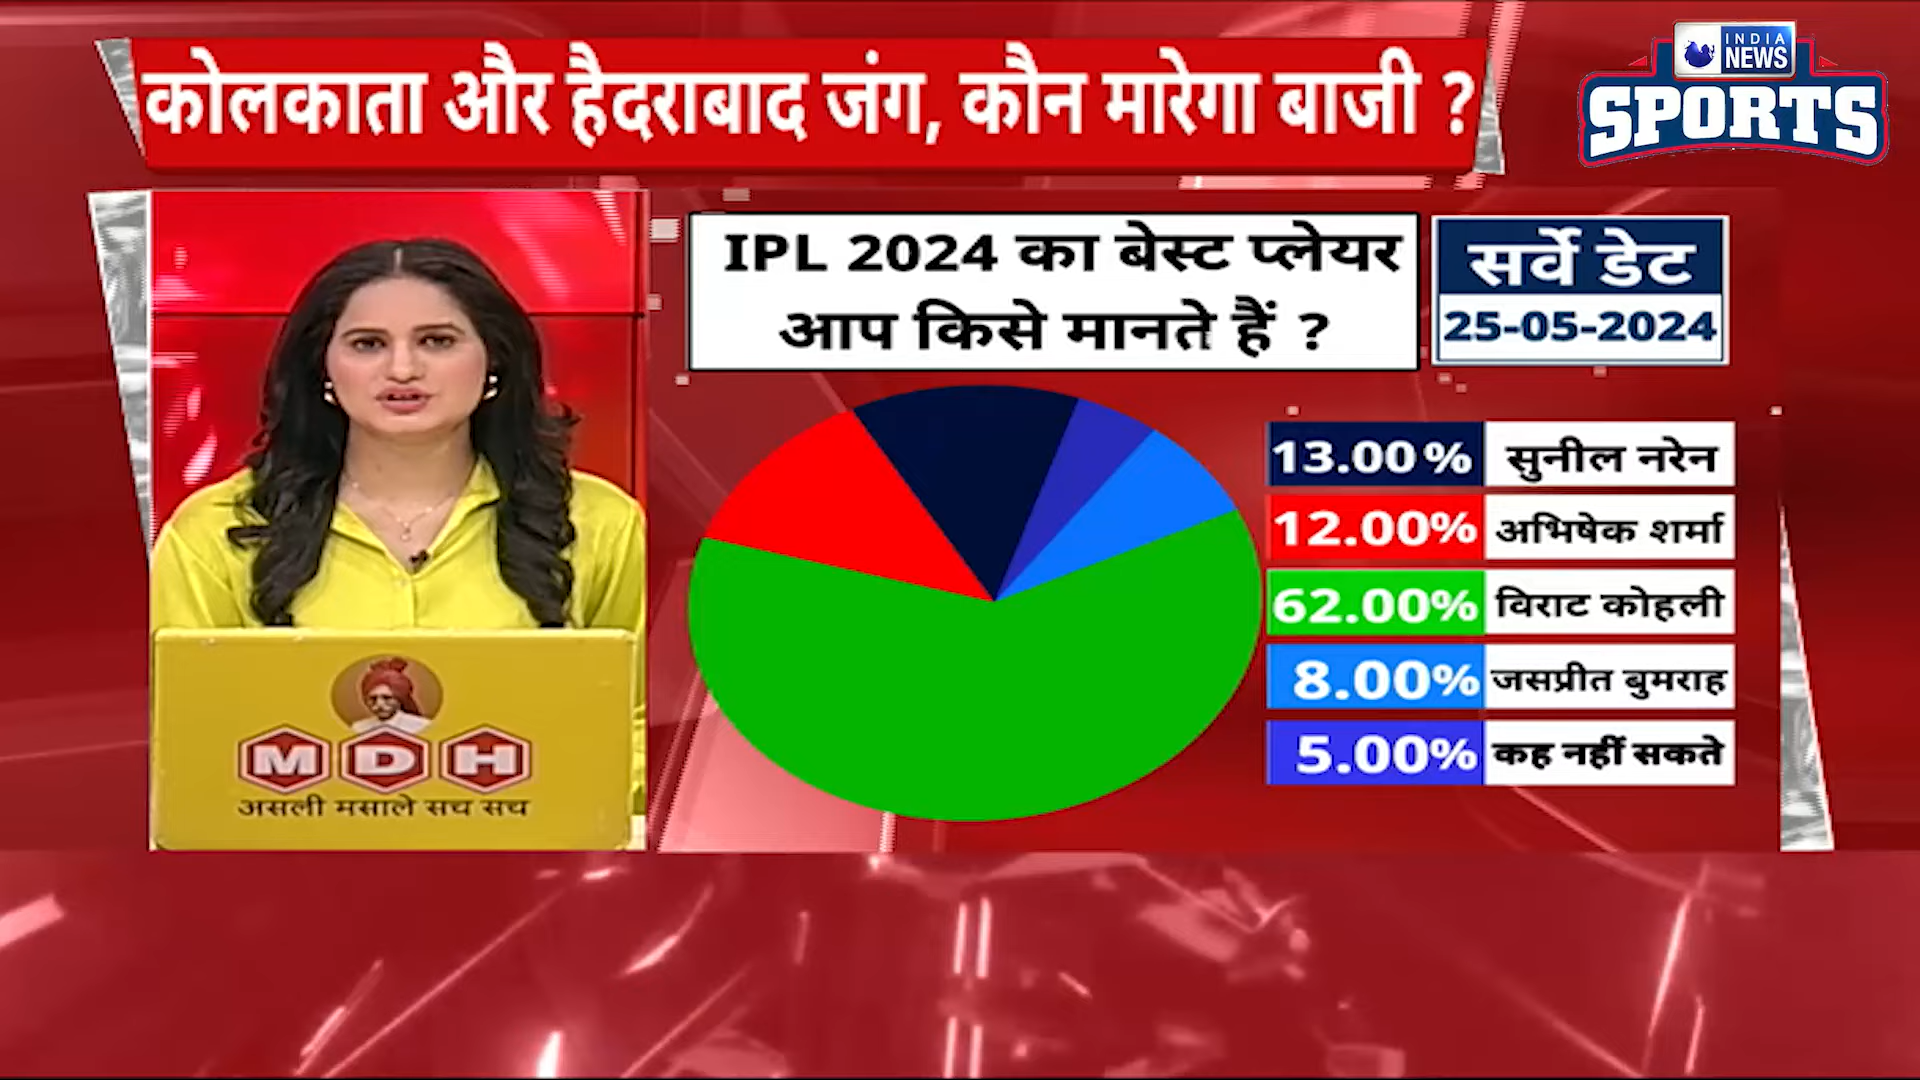 कोलकाता और हैदराबाद जंग, कौन मारेगा बाजी ?
INDIA
NEWS
SPORTS
IPL 2024 का बेस्ट प्लेयर
आप किसे मानते हैं ?
सर्वे डेट
25-05-2024
13.00% सुनील नरेन
12.00% अभिषेक शर्मा
62.00% विराट कोहली
8.00% जसप्रीत बुमराह
5.00% कह नहीं सकते
MDH
असली मसाले सच सच